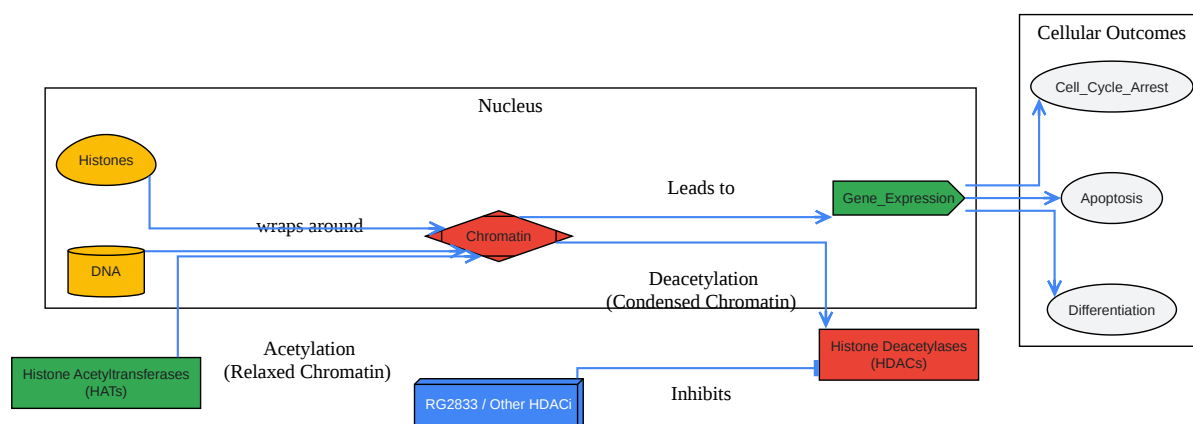 Cellular Outcomes
Cell_Cycle_Arrest
Nucleus
Histones
Leads to
Gene_Expression
Apoptosis
wraps around
Chromatin
DNA
Deacetylation
(Condensed Chromatin)
Differentiation
Histone Deacetylases
(HDACs)
Acetylation
(Relaxed Chromatin)
Histone Acetyltransferases
(HATs)
Inhibits
RG2833 / Other HDACi